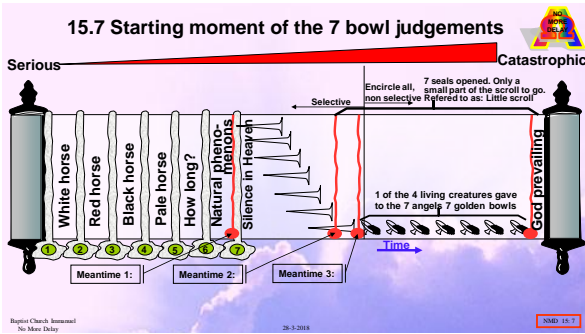 15.7 Starting moment of the 7 bowl judgements
NO
MORE
DELAY
Serious
Catastrophic
7 seals opened. Only a
small part of the scroll to go.
Refered to as: Little scroll
Encircle all,
non selective
Selective
White horse
Red horse
Black horse
Pale horse
How long?
Natural pheno-
menons
Silence in Heaven
God prevailing
1 of the 4 living creatures gave
to the 7 angels 7 golden bowls
1
2
3
4
5
6
7
Time
Meantime 1:
Meantime 2:
Meantime 3:
Baptist Church Immanuel
No More Delay
28-3-2018
NMD 15: 7